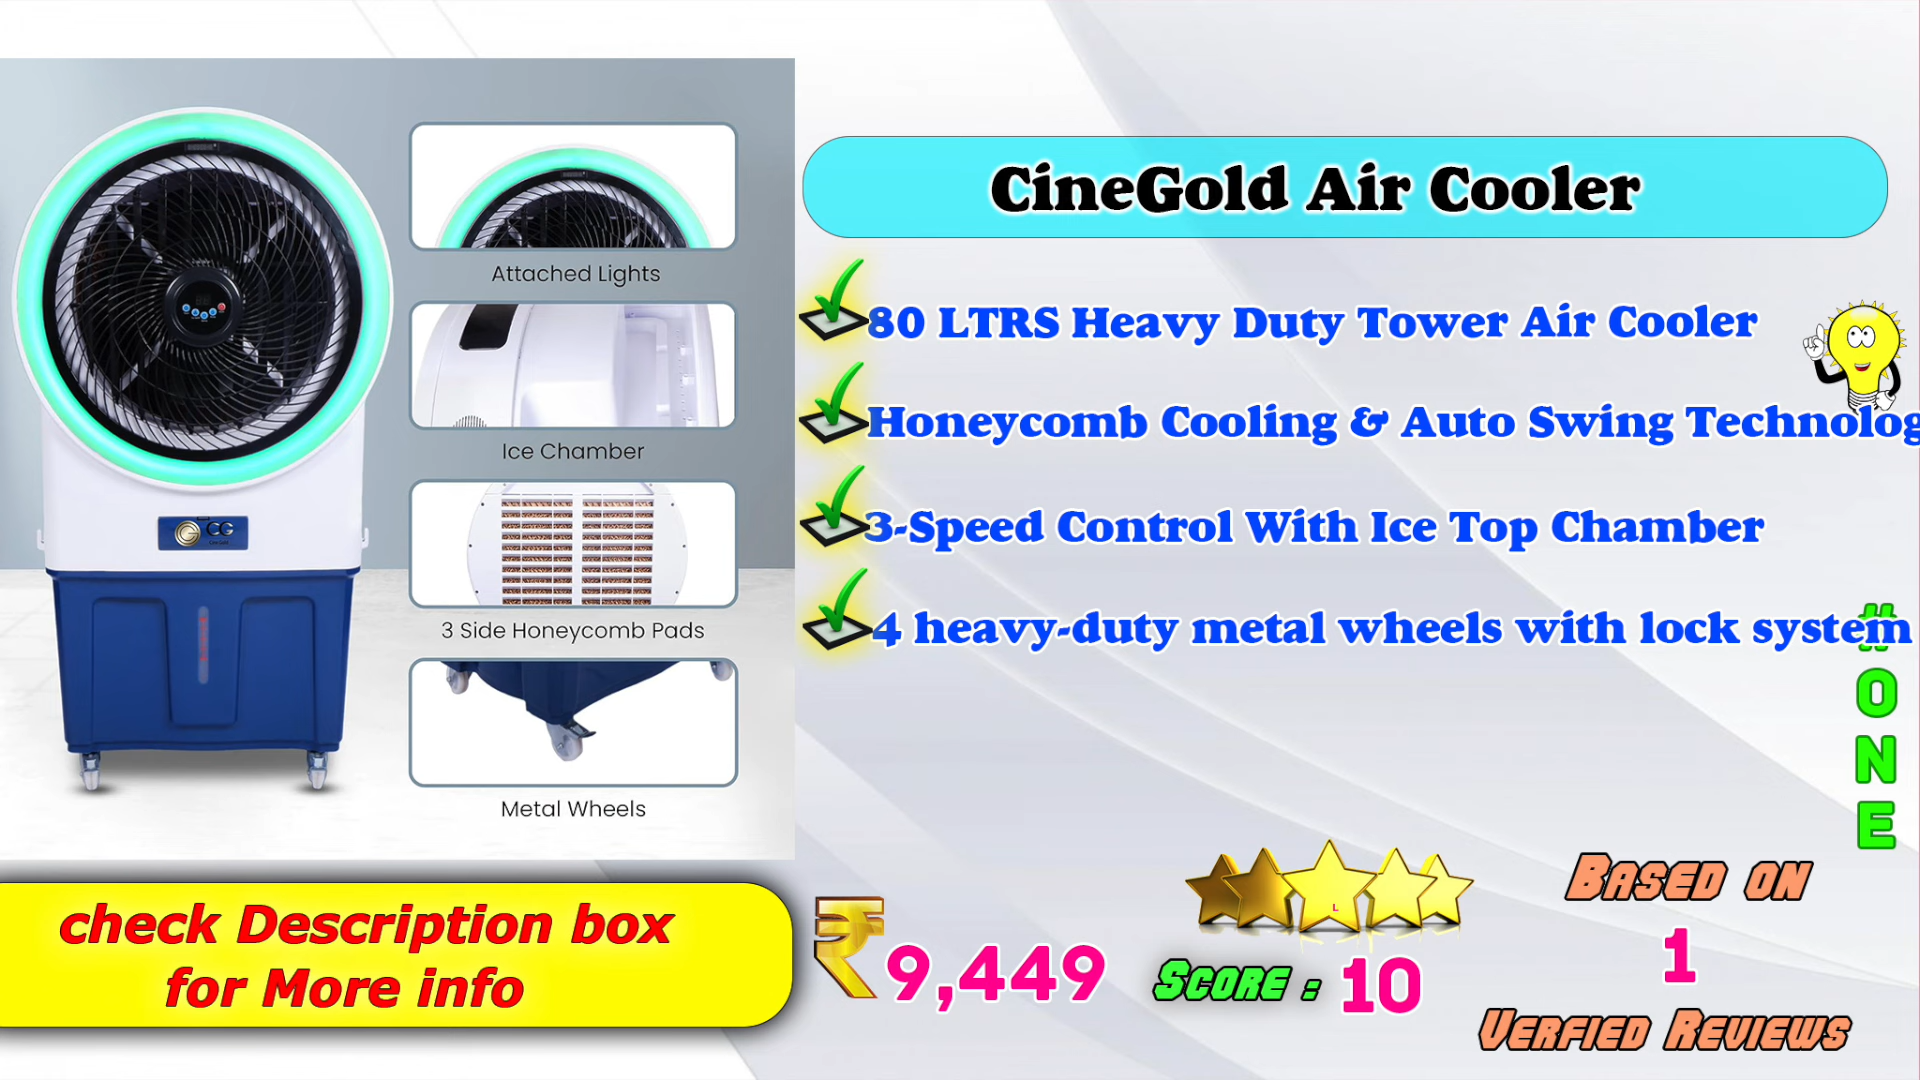 CineGold Air Cooler
Attached Lights
Ice Chamber
3 Side Honeycomb Pads
Metal Wheels
CG
80 LTRS Heavy Duty Tower Air Cooler
Honeycomb Cooling & Auto Swing Technolog
3-Speed Control With Ice Top Chamber
4 heavy-duty metal wheels with lock system
#ONE
check Description box
for More info
₹9,449
L
Score : 10
Based on
1
Verfied Reviews